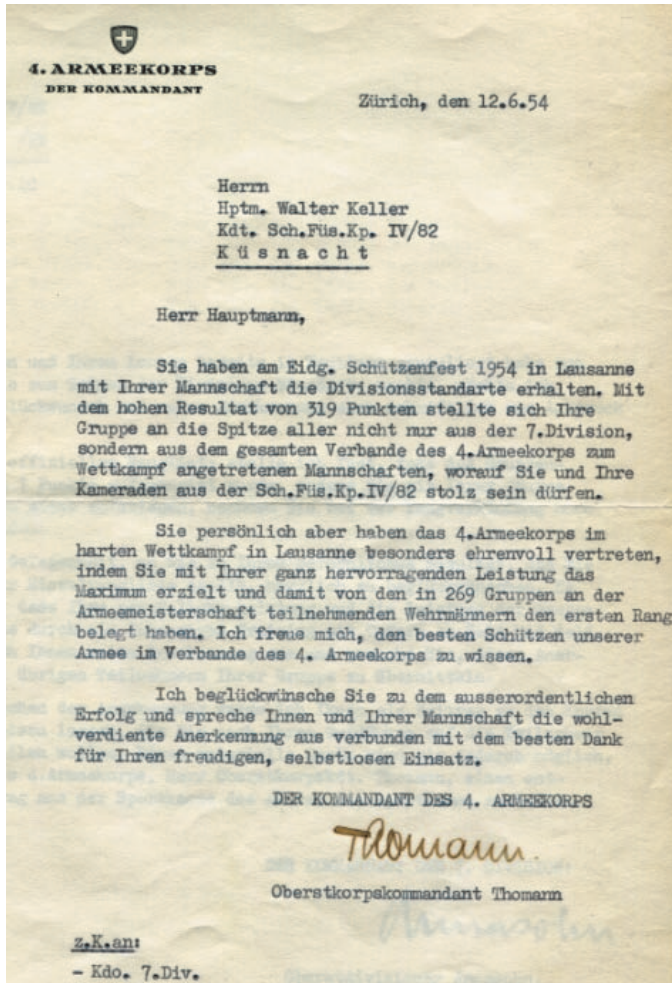 4. ARMEEKORPS
DER KOMMANDANT
Zürich, den 12.6.54
Herrn
Hptm. Walter Keller
Kdt. Sch.Füs.Kp. IV/82
K ü s n a c h t
Herr Hauptmann,
Sie haben am Eidg. Schützenfest 1954 in Lausanne
mit Ihrer Mannschaft die Divisionsstandarte erhalten. Mit
dem hohen Resultat von 319 Punkten stellte sich Ihre
Gruppe an die Spitze aller nicht nur aus der 7.Division,
sondern aus dem gesamten Verbande des 4.Armeekorps zum
Wettkampf angetretenen Mannschaften, worauf Sie und Ihre
Kameraden aus der Sch.Füs.Kp.IV/82 stolz sein dürfen.
Sie persönlich aber haben das 4.Armeekorps im
harten Wettkampf in Lausanne besonders ehrenvoll vertreten,
indem Sie mit Ihrer ganz hervorragenden Leistung das
Maximum erzielt und damit von den in 269 Gruppen an der
Armeemeisterschaft teilnehmenden Wehrmännern den ersten Rang
belegt haben. Ich freue mich, den besten Schützen unserer
Armee im Verbande des 4. Armeekorps zu wissen.
Ich beglückwünsche Sie zu dem ausserordentlichen
Erfolg und spreche Ihnen und Ihrer Mannschaft die wohl-
verdiente Anerkennung aus verbunden mit dem besten Dank
für Ihren freudigen, selbstlosen Einsatz.
DER KOMMANDANT DES 4. ARMEEKORPS
Thomann.
Oberstkorpskommandant Thomann
z.K.an:
- Kdo. 7.Div.